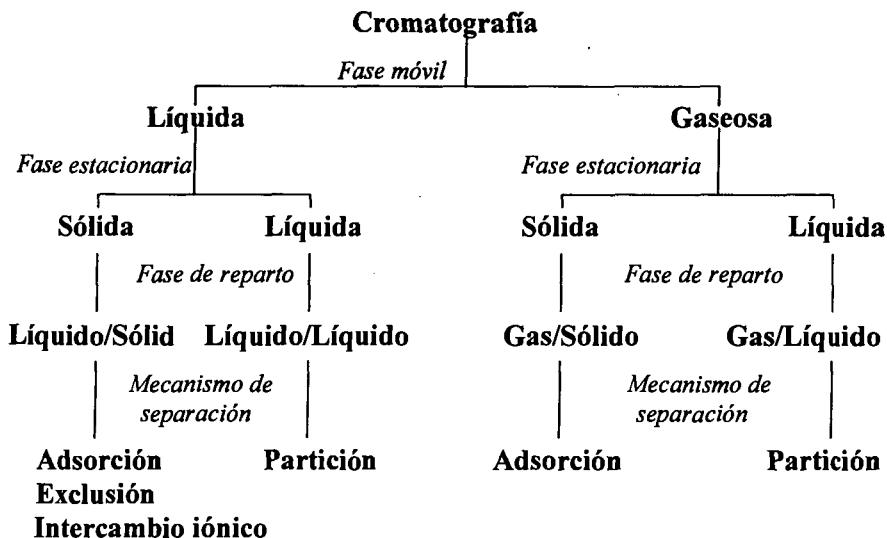 Cromatografía
Fase móvil
Líquida Gaseosa
Fase estacionaria Fase estacionaria
Sólida Líquida Sólida Líquida
Fase de reparto Fase de reparto
Líquido/Sólid Líquido/Líquido Gas/Sólido Gas/Líquido
Mecanismo de Mecanismo de
separación separación
Adsorción Partición Adsorción Partición
Exclusión
Intercambio iónico